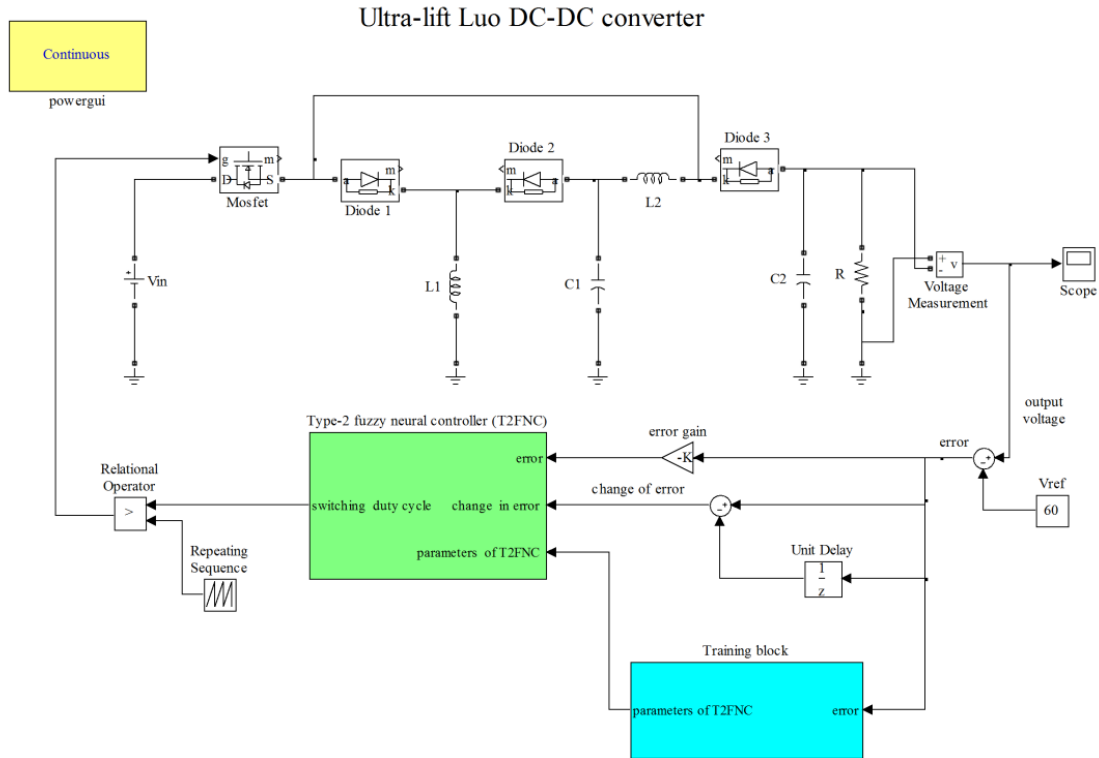 Ultra-lift Luo DC-DC converter
Continuous
powergui
g
m
D
S
Mosfet
a
m
k
Diode 1
Diode 2
m
k
a
L2
Diode 3
m
k
a
+
Vin
L1
C1
C2
R
+
-
v
Voltage
Measurement
Scope
output
voltage
Type-2 fuzzy neural controller (T2FNC)
error
switching duty cycle
change in error
parameters of T2FNC
error gain
-K
error
-
+
Vref
60
change of error
-
+
Unit Delay
1
z
Relational
Operator
>
Repeating
Sequence
Training block
parameters of T2FNC
error